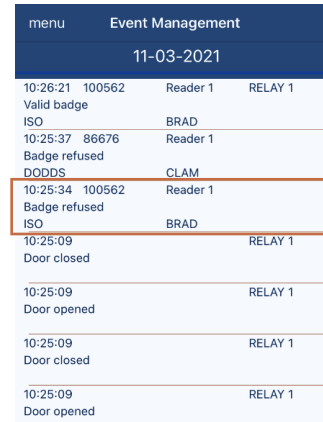 menu Event Management
11-03-2021
10:26:21 100562 Reader 1 RELAY 1
Valid badge
ISO BRAD
10:25:37 86676 Reader 1
Badge refused
DODDS CLAM
10:25:34 100562 Reader 1
Badge refused
ISO BRAD
10:25:09 RELAY 1
Door closed
10:25:09 RELAY 1
Door opened
10:25:09 RELAY 1
Door closed
10:25:09 RELAY 1
Door opened